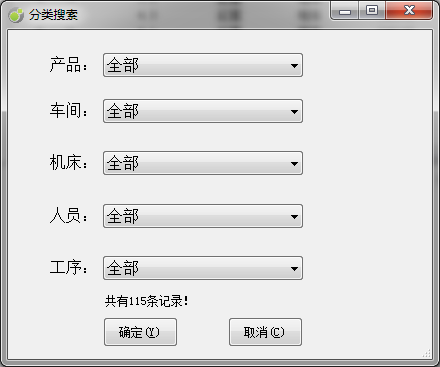 分类搜索
产品： 全部
车间： 全部
机床： 全部
人员： 全部
工序： 全部
共有115条记录!
确定(Y) 取消(C)